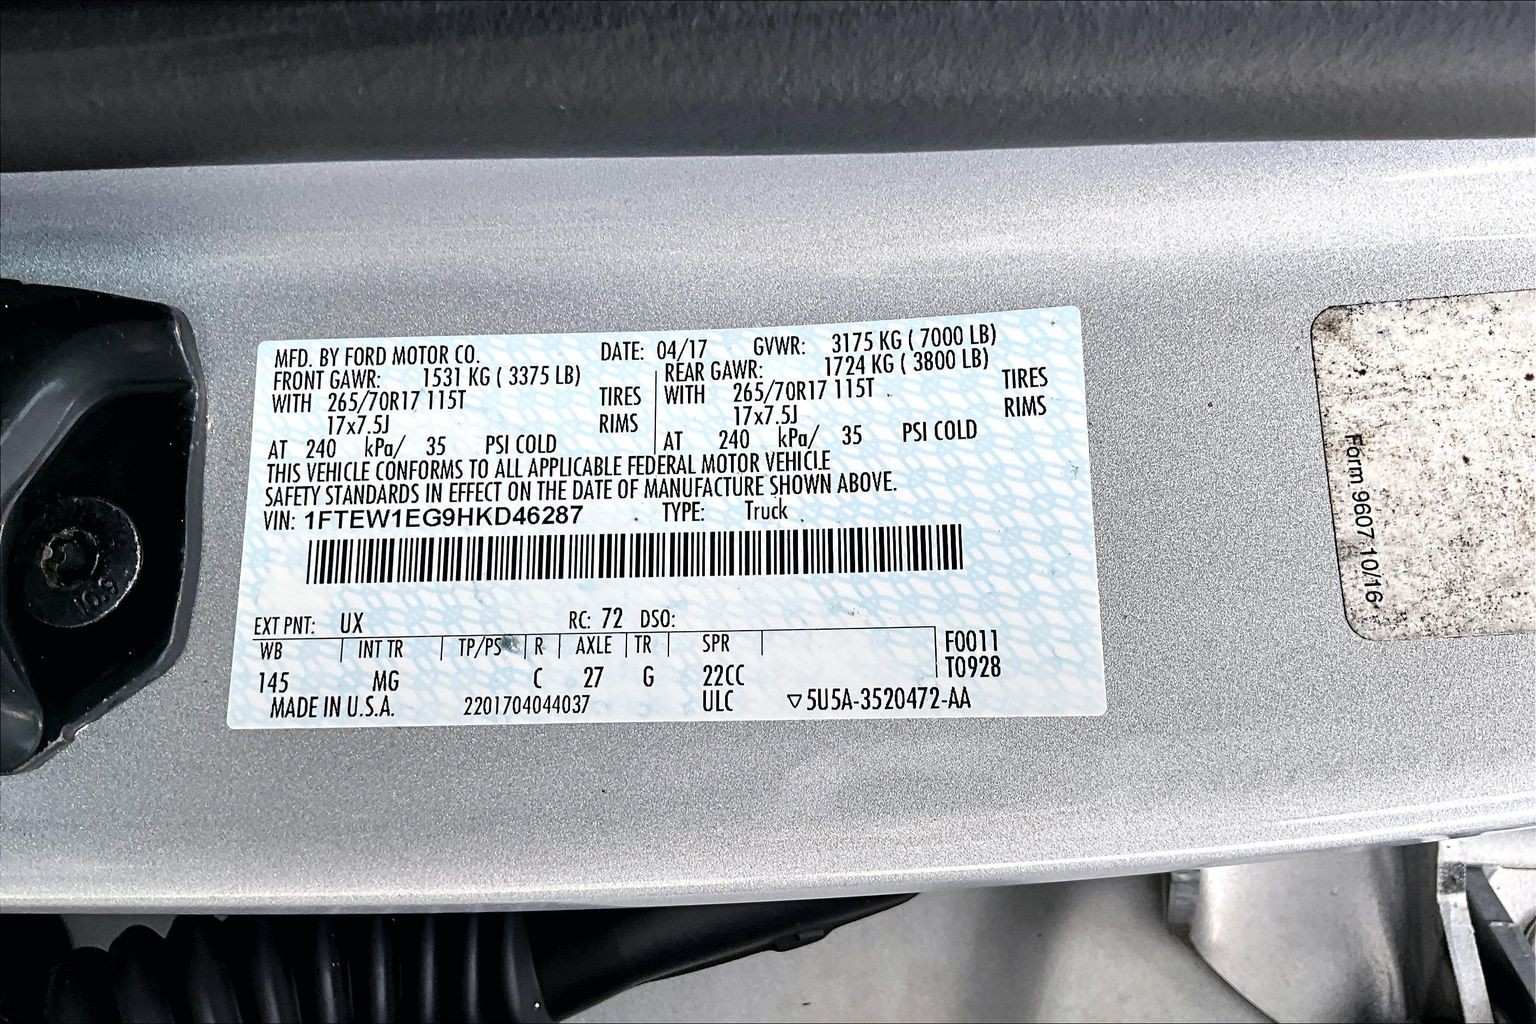 MFD. BY FORD MOTOR CO. DATE: 04/17 GVWR: 3175 KG ( 7000 LB)
FRONT GAWR: 1531 KG ( 3375 LB) REAR GAWR: 1724 KG ( 3800 LB)
WITH 265/70R17 115T TIRES WITH 265/70R17 115T TIRES
17x7.5J RIMS 17x7.5J RIMS
AT 240 kPa/ 35 PSI COLD AT 240 kPa/ 35 PSI COLD
THIS VEHICLE CONFORMS TO ALL APPLICABLE FEDERAL MOTOR VEHICLE
SAFETY STANDARDS IN EFFECT ON THE DATE OF MANUFACTURE SHOWN ABOVE.
VIN: 1FTEW1EG9HKD46287 TYPE: Truck
EXT PNT: UX RC: 72 DSO:
WB INT TR TP/PS R AXLE TR SPR F0011
145 MG C 27 G 22CC T0928
MADE IN U.S.A. 2201704044037 ULC ▽5U5A-3520472-AA
Form 9607 10/16
10.9